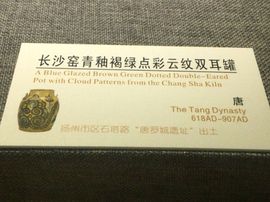 长沙窑青釉褐绿点彩云纹双耳罐
A Blue Glazed Brown Green Dotted Double-Eared
Pot with Cloud Patterns from the Chang Sha Kiln
唐
The Tang Dynasty
618AD-907AD
扬州市区石塔路“唐罗城遗址”出土